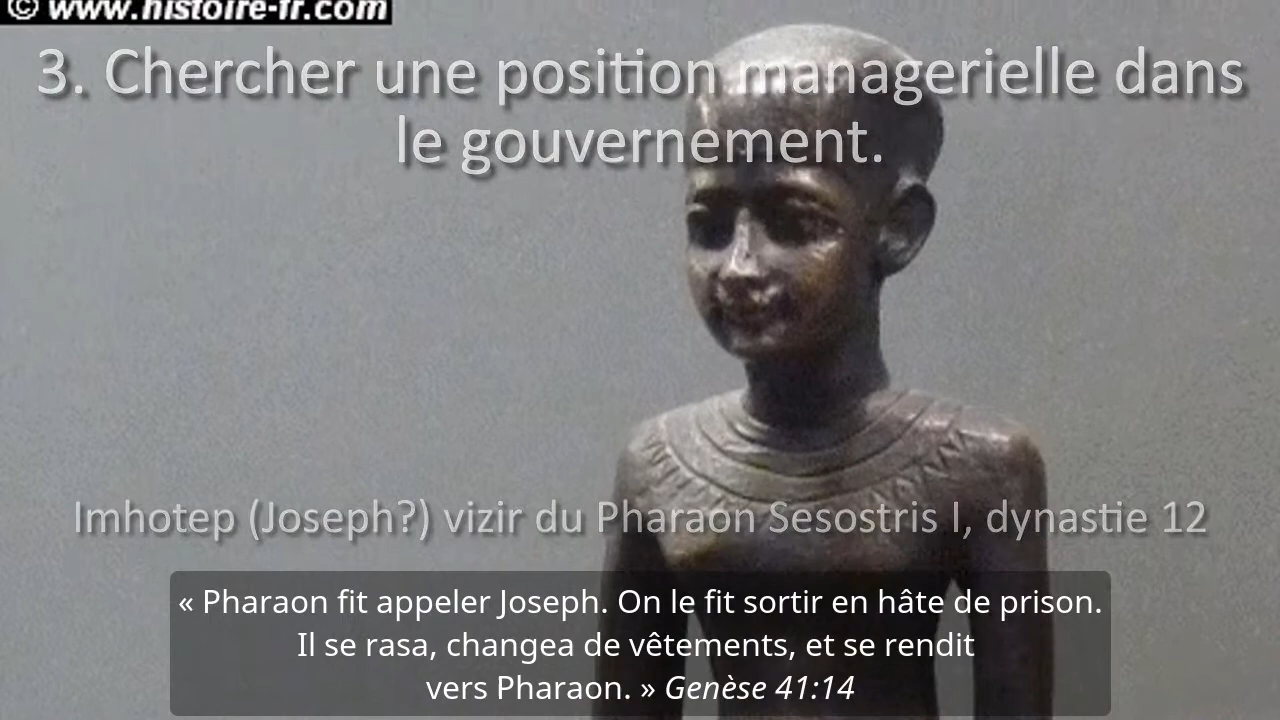 © www.histoire-fr.com
3. Chercher une position managerielle dans
le gouvernement.
Imhotep (Joseph?) vizir du Pharaon Sesostris I, dynastie 12
« Pharaon fit appeler Joseph. On le fit sortir en hâte de prison.
Il se rasa, changea de vêtements, et se rendit
vers Pharaon. » Genèse 41:14